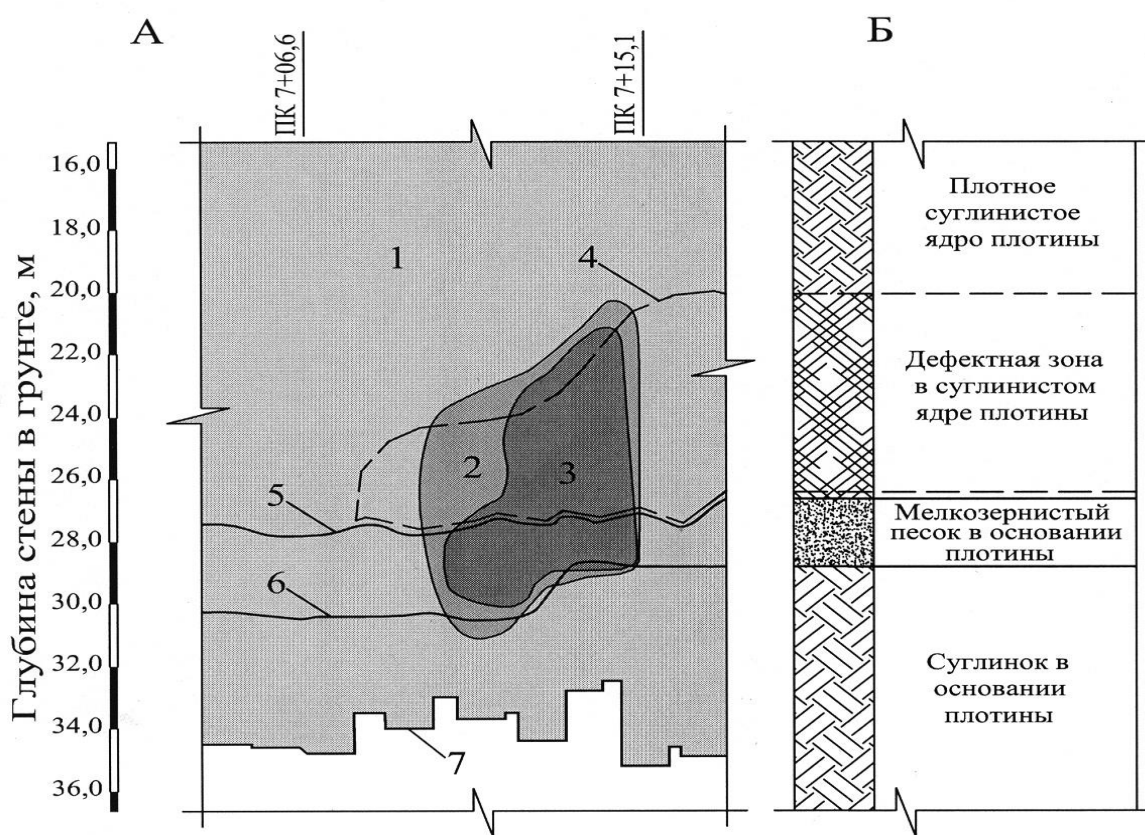 А
Б
ПК 7+06,6
ПК 7+15,1
Глубина стены в грунте, м
16,0
18,0
20,0
22,0
24,0
26,0
28,0
30,0
32,0
34,0
36,0
1
2
3
4
5
6
7
Плотное
суглинистое
ядро плотины
Дефектная зона
в суглинистом
ядре плотины
Мелкозернистый
песок в основании
плотины
Суглинок в
основании
плотины